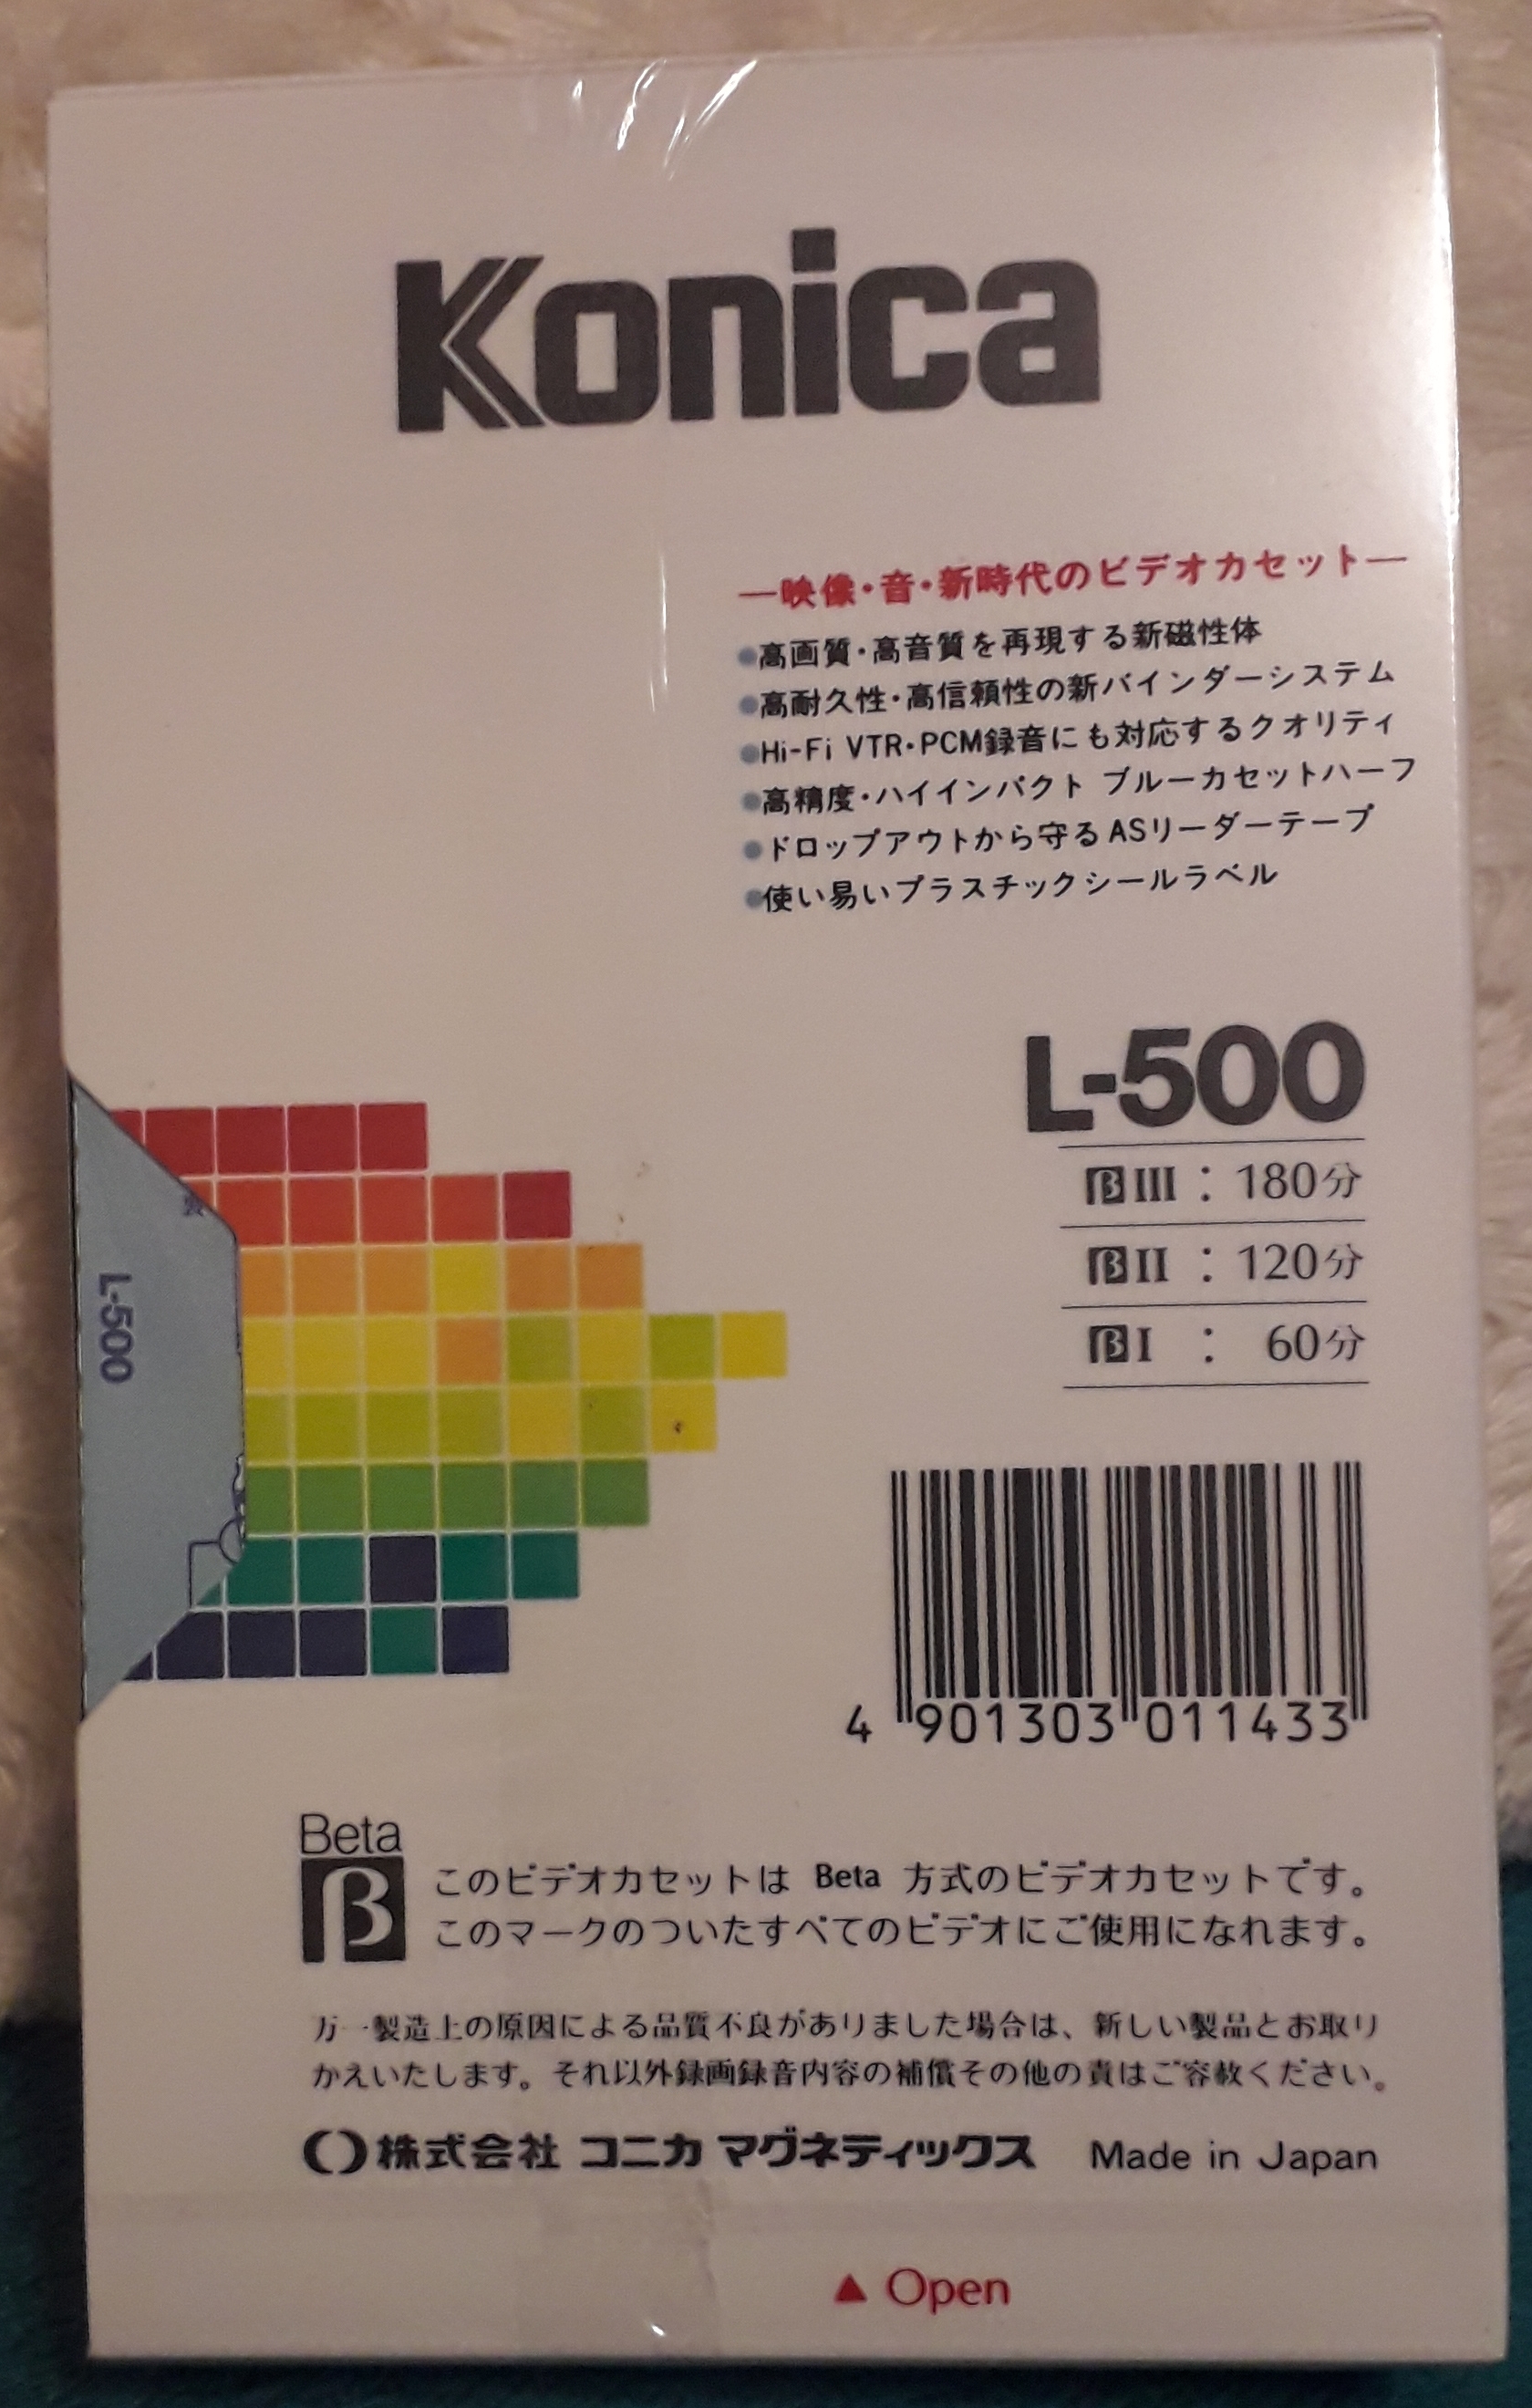 Konica
—映像・音・新時代のビデオカセット—
●高画質・高音質を再現する新磁性体
●高耐久性・高信頼性の新バインダーシステム
●Hi-Fi VTR・PCM録音にも対応するクオリティ
●高精度・ハイインパクト ブルーカセットハーフ
●ドロップアウトから守るASリーダーテープ
●使い易いプラスチックシールラベル
L-500
βIII : 180分
βII : 120分
βI : 60分
L-500
4 901303 011433
Beta
β
このビデオカセットは Beta 方式のビデオカセットです。
このマークのついたすべてのビデオにご使用になれます。
万一製造上の原因による品質不良がありました場合は、新しい製品とお取り
かえいたします。それ以外録画録音内容の補償その他の責はご容赦ください。
株式会社 コニカ マグネティックス Made in Japan
▲ Open